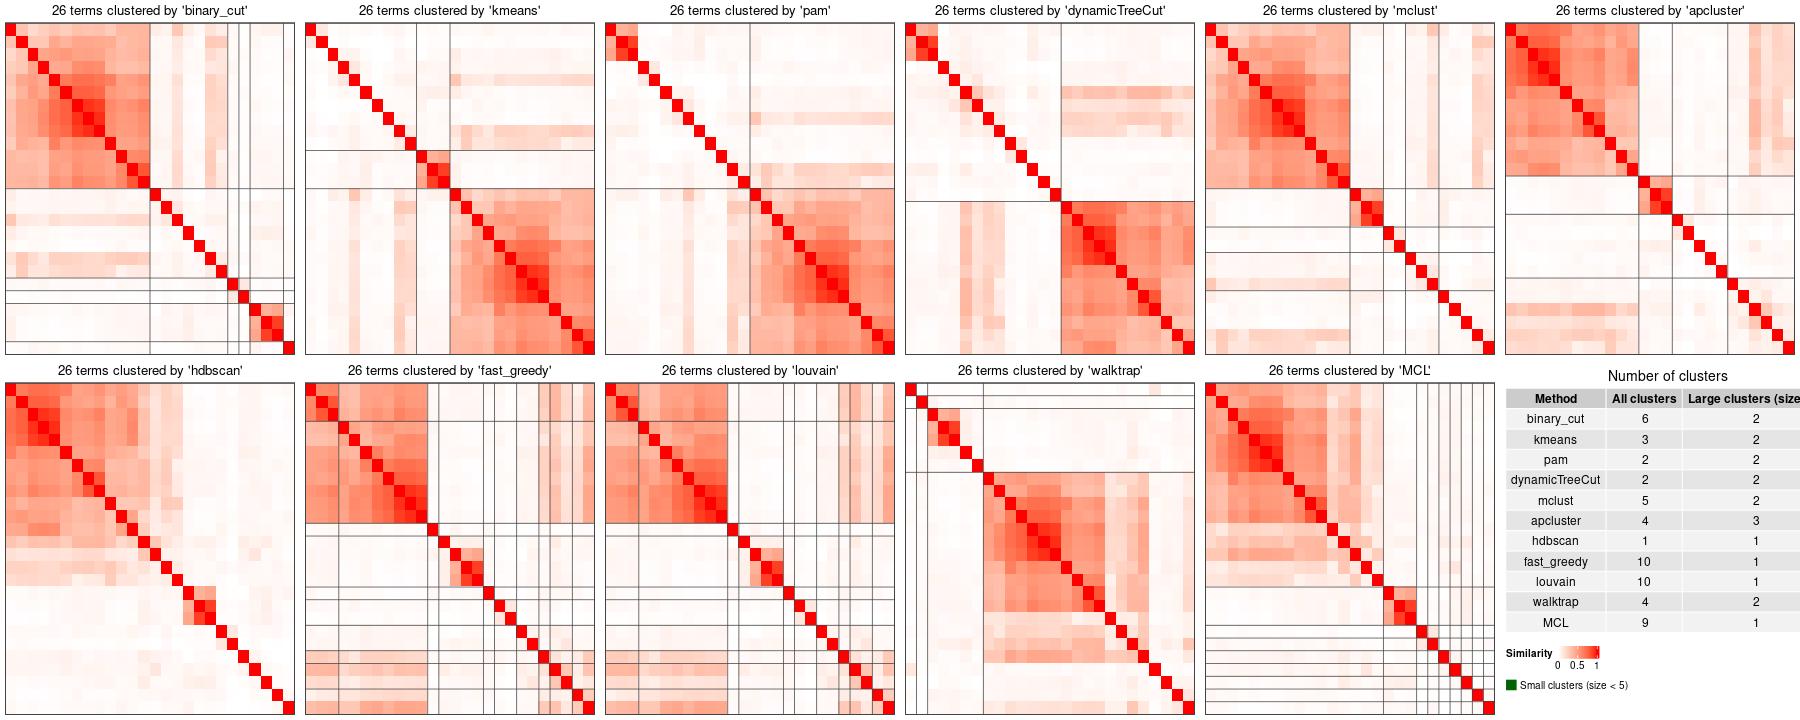 26 terms clustered by 'binary_cut'
26 terms clustered by 'kmeans'
26 terms clustered by 'pam'
26 terms clustered by 'dynamicTreeCut'
26 terms clustered by 'mclust'
26 terms clustered by 'apcluster'
26 terms clustered by 'hdbscan'
26 terms clustered by 'fast_greedy'
26 terms clustered by 'louvain'
26 terms clustered by 'walktrap'
26 terms clustered by 'MCL'
Number of clusters
Method All clusters Large clusters (size
binary_cut 6 2
kmeans 3 2
pam 2 2
dynamicTreeCut 2 2
mclust 5 2
apcluster 4 3
hdbscan 1 1
fast_greedy 10 1
louvain 10 1
walktrap 4 2
MCL 9 1
Similarity
0 0.5 1
Small clusters (size < 5)